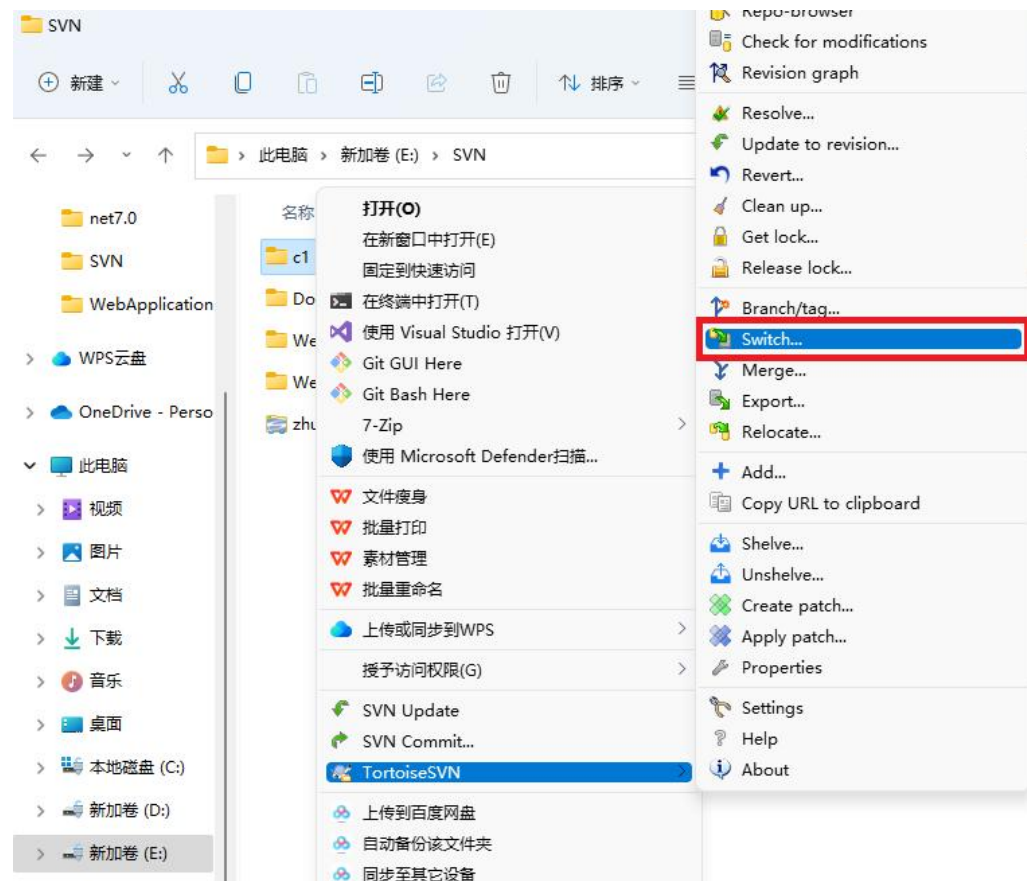 SVN
新建
排序
此电脑 › 新加卷 (E:) › SVN
net7.0
SVN
WebApplication
WPS云盘
OneDrive - Perso
此电脑
视频
图片
文档
下载
音乐
桌面
本地磁盘 (C:)
新加卷 (D:)
新加卷 (E:)
名称
c1
Do
We
We
zhu
打开(O)
在新窗口中打开(E)
固定到快速访问
在终端中打开(T)
使用 Visual Studio 打开(V)
Git GUI Here
Git Bash Here
7-Zip
使用 Microsoft Defender扫描...
文件瘦身
批量打印
素材管理
批量重命名
上传或同步到WPS
授予访问权限(G)
SVN Update
SVN Commit...
TortoiseSVN
上传到百度网盘
自动备份该文件夹
同步至其它设备
Repo-browser
Check for modifications
Revision graph
Resolve...
Update to revision...
Revert...
Clean up...
Get lock...
Release lock...
Branch/tag...
Switch...
Merge...
Export...
Relocate...
Add...
Copy URL to clipboard
Shelve...
Unshelve...
Create patch...
Apply patch...
Properties
Settings
Help
About